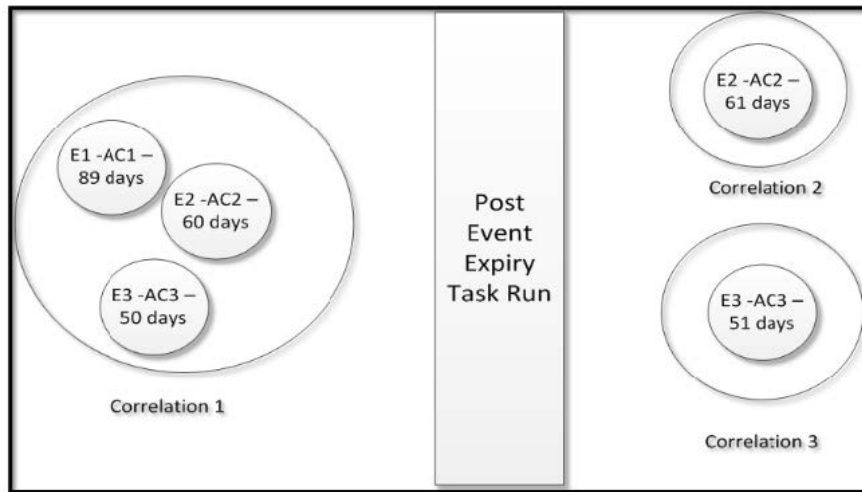 E1 -AC1 –
89 days
E2 -AC2 –
60 days
E3 -AC3 –
50 days
Correlation 1
Post
Event
Expiry
Task Run
E2 -AC2 –
61 days
Correlation 2
E3 -AC3 –
51 days
Correlation 3